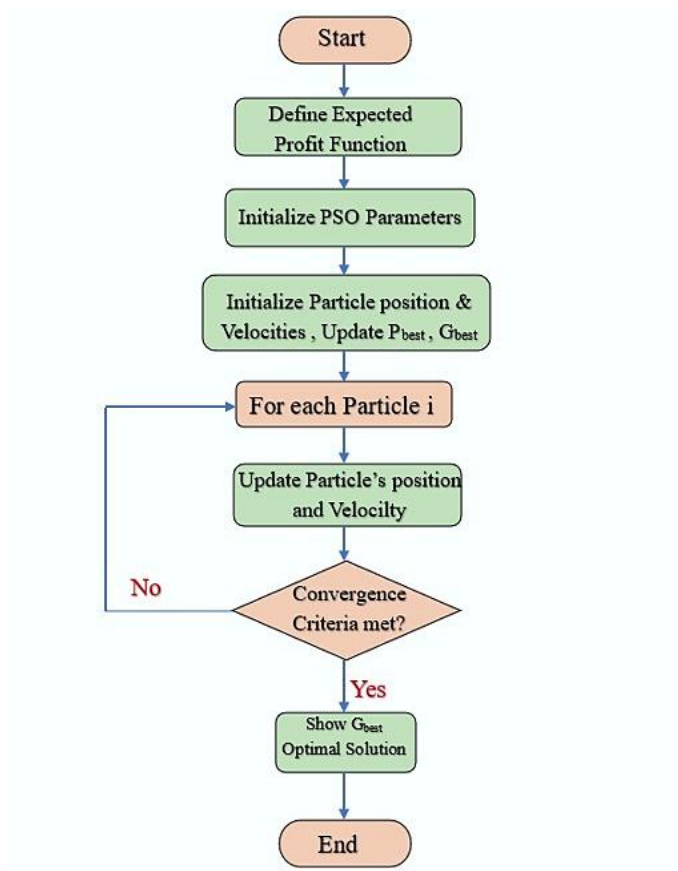 Start
Define Expected
Profit Function
Initialize PSO Parameters
Initialize Particle position &
Velocities , Update Pbest , Gbest
For each Particle i
Update Particle's position
and Velocilty
Convergence
Criteria met?
No
Yes
Show Gbest
Optimal Solution
End